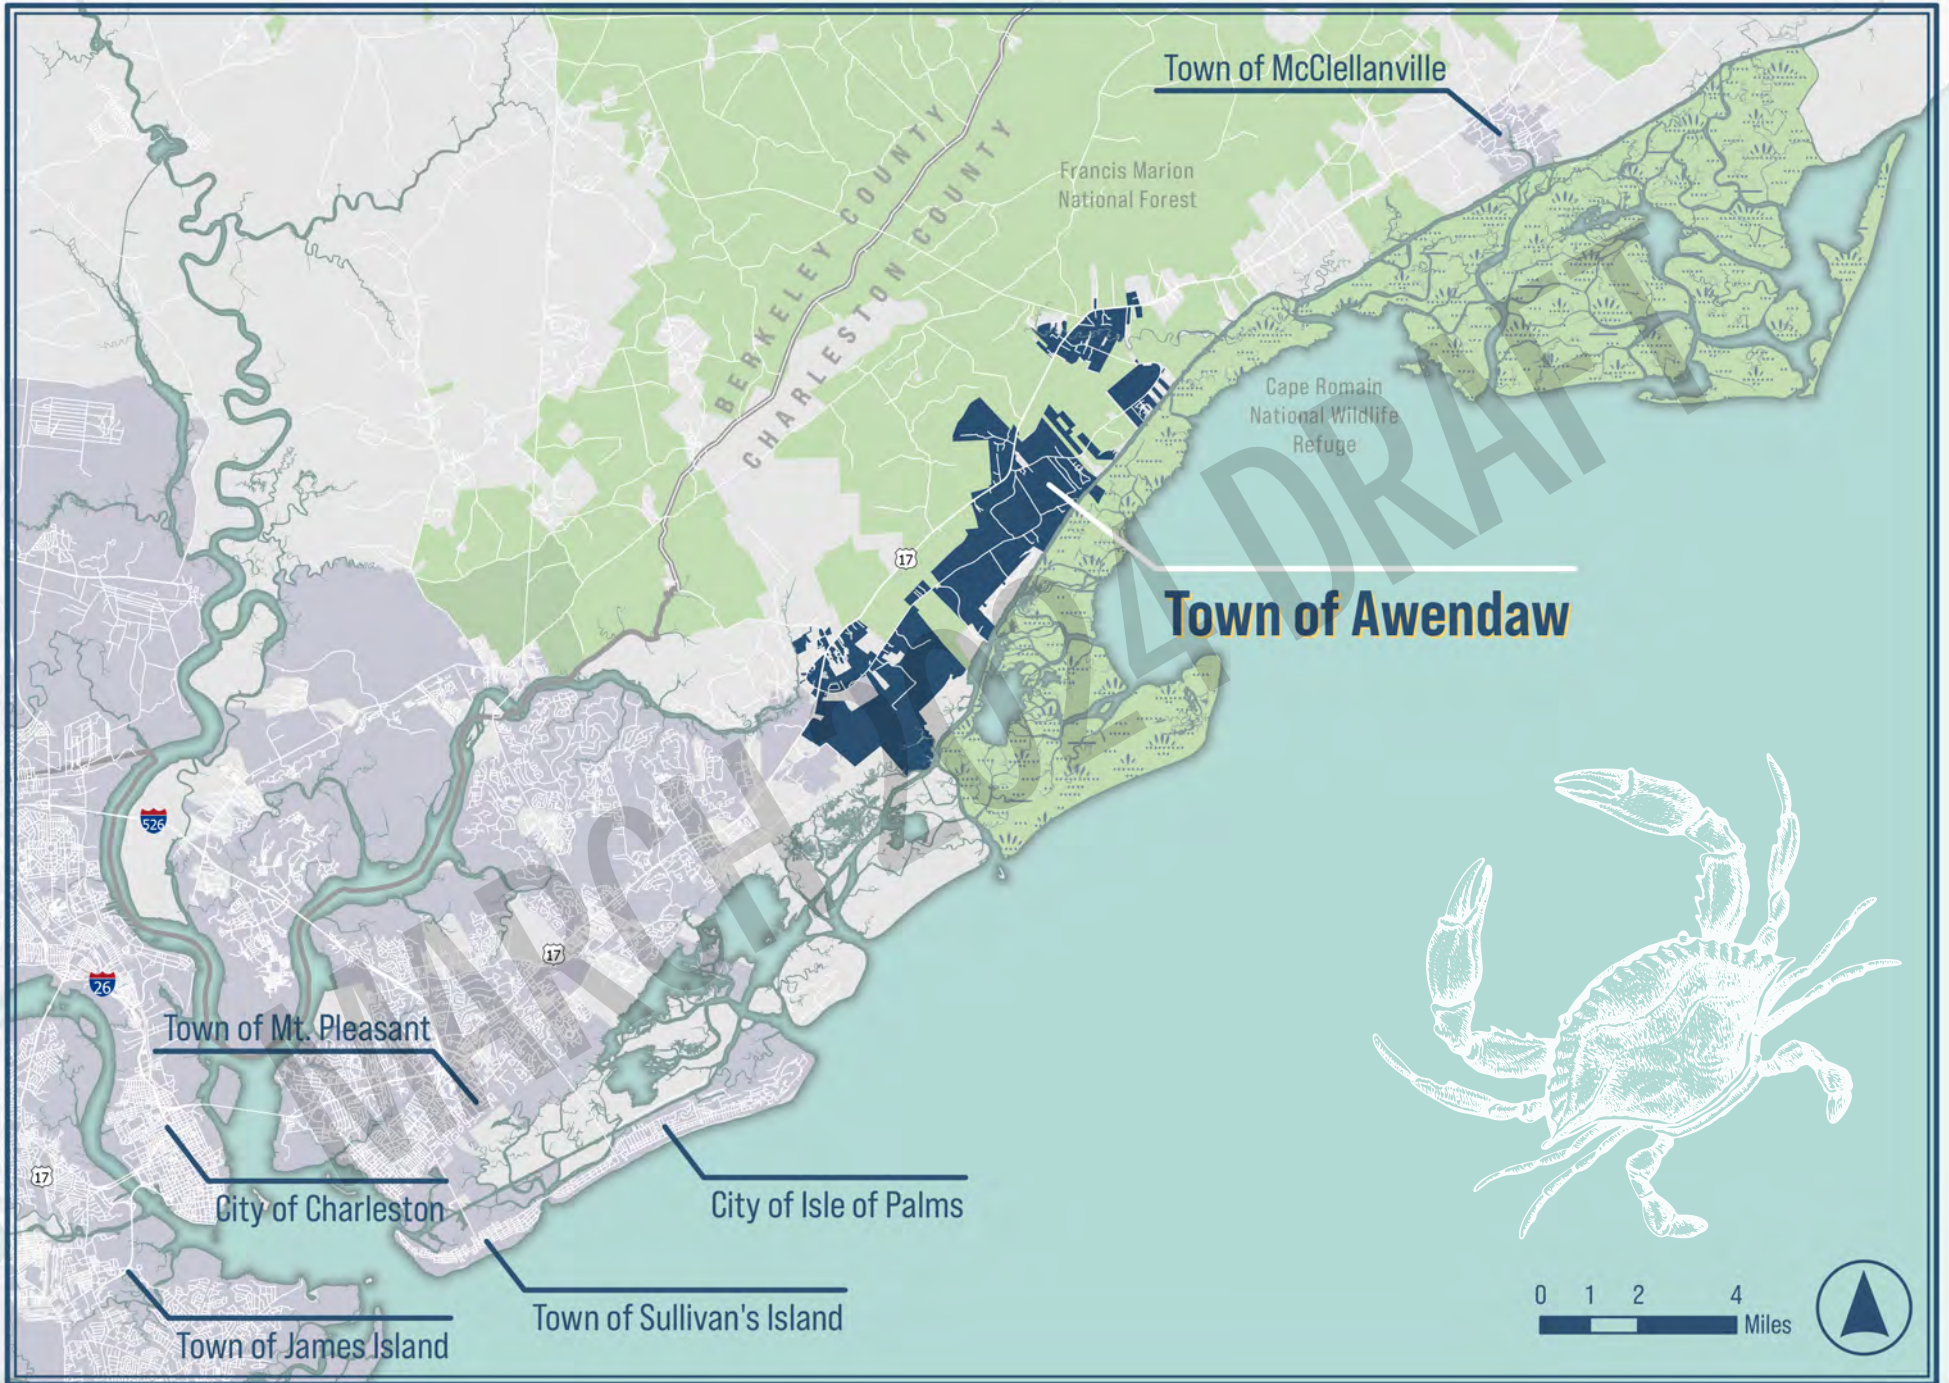 Town of McClellanville
Francis Marion
National Forest
BERKELEY COUNTY
CHARLESTON COUNTY
Cape Romain
National Wildlife
Refuge
17
Town of Awendaw
MARCH 2024 DRAFT
526
17
26
Town of Mt. Pleasant
17
City of Charleston
City of Isle of Palms
Town of Sullivan's Island
Town of James Island
0 1 2 4
Miles